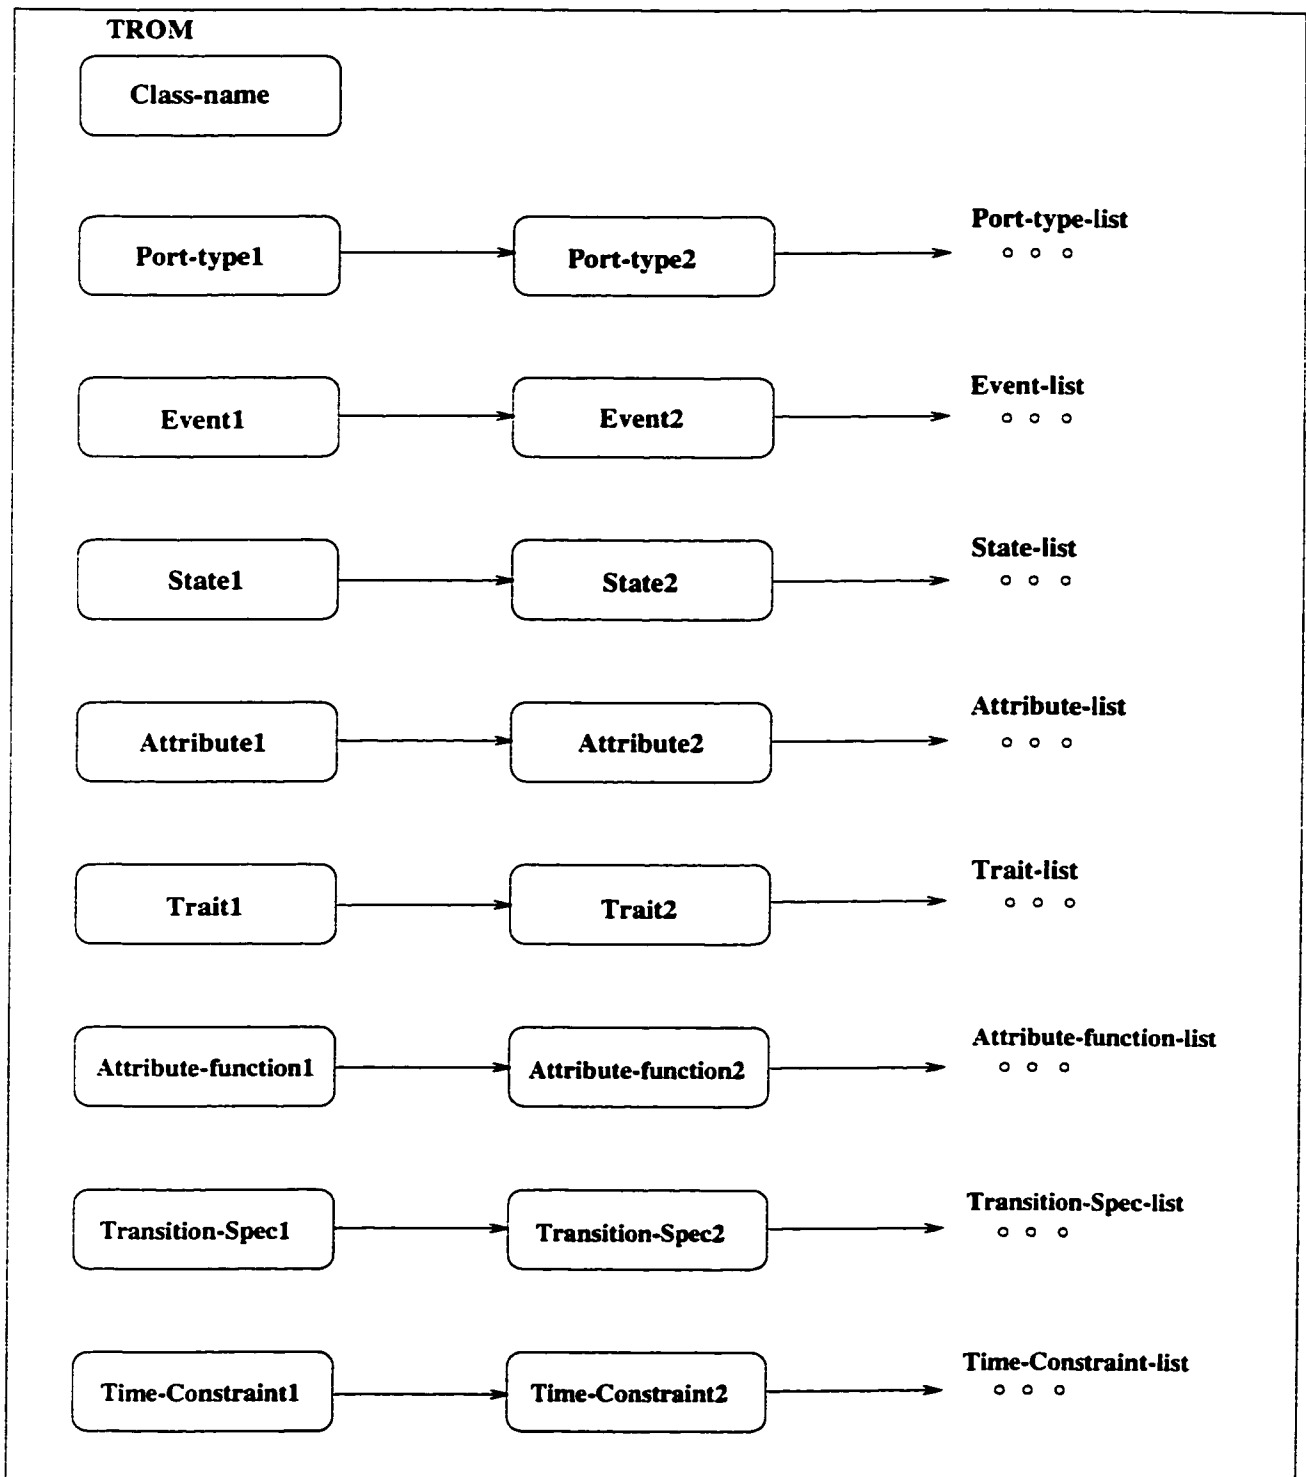 TROM
Class-name
Port-type1
Port-type2
Port-type-list
Event1
Event2
Event-list
State1
State2
State-list
Attribute1
Attribute2
Attribute-list
Trait1
Trait2
Trait-list
Attribute-function1
Attribute-function2
Attribute-function-list
Transition-Spec1
Transition-Spec2
Transition-Spec-list
Time-Constraint1
Time-Constraint2
Time-Constraint-list